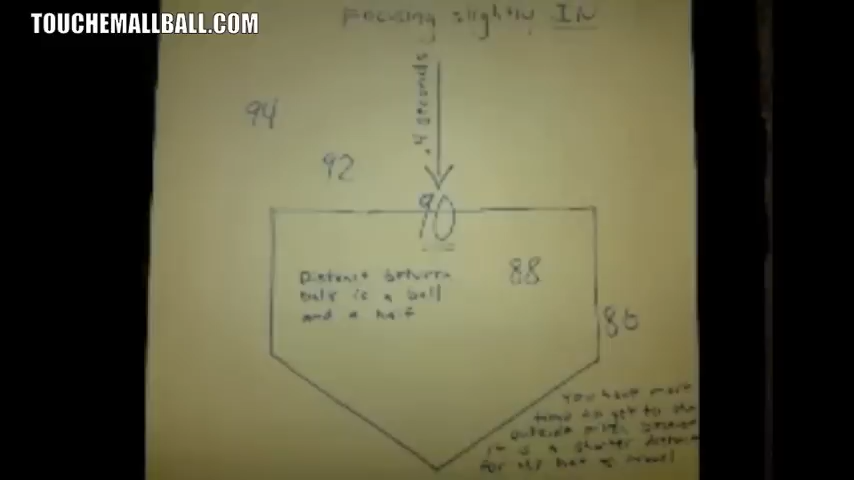 TOUCHEMALLBALL.COM
Focusing slightly IN
.4 seconds
94
92
90
Distance between
balls is a ball
and a half
88
86
You have more
time to get to the
outside pitch because
it is a shorter distance
for the bat to travel